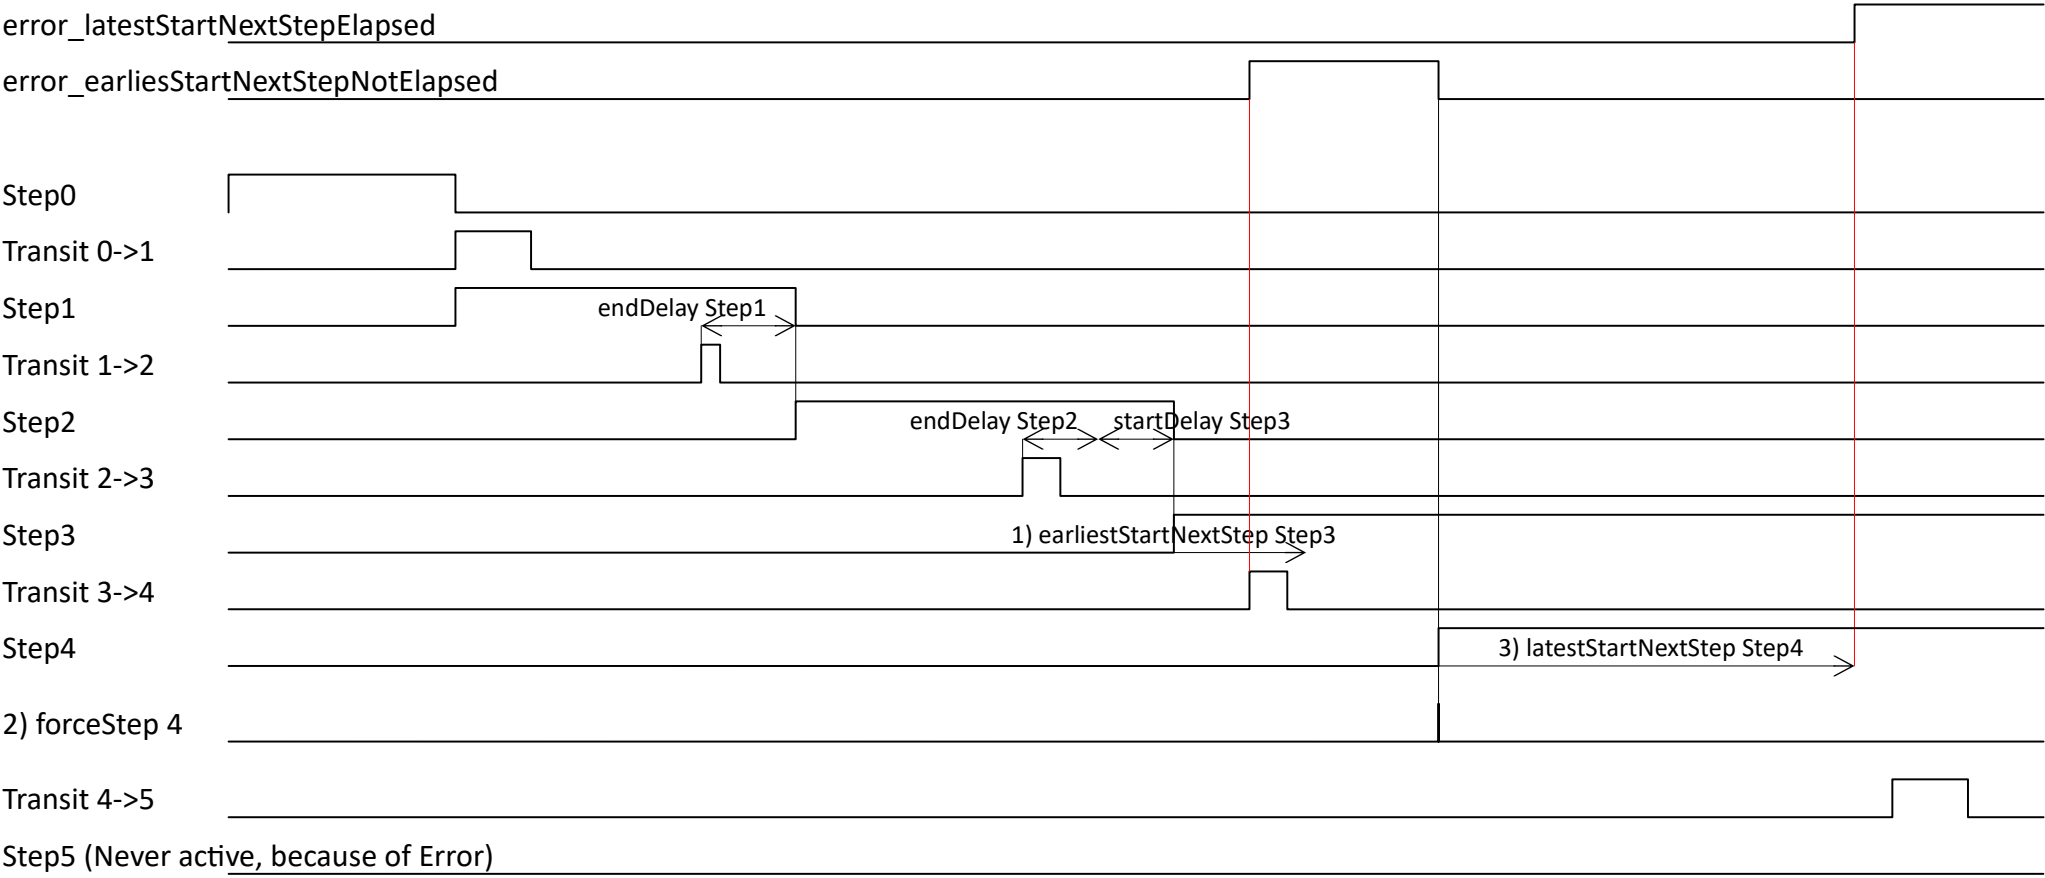 error_latestStartNextStepElapsed
error_earliesStartNextStepNotElapsed
Step0
Transit 0->1
Step1
endDelay Step1
Transit 1->2
Step2
endDelay Step2
startDelay Step3
Transit 2->3
Step3
1) earliestStartNextStep Step3
Transit 3->4
Step4
3) latestStartNextStep Step4
2) forceStep 4
Transit 4->5
Step5 (Never active, because of Error)